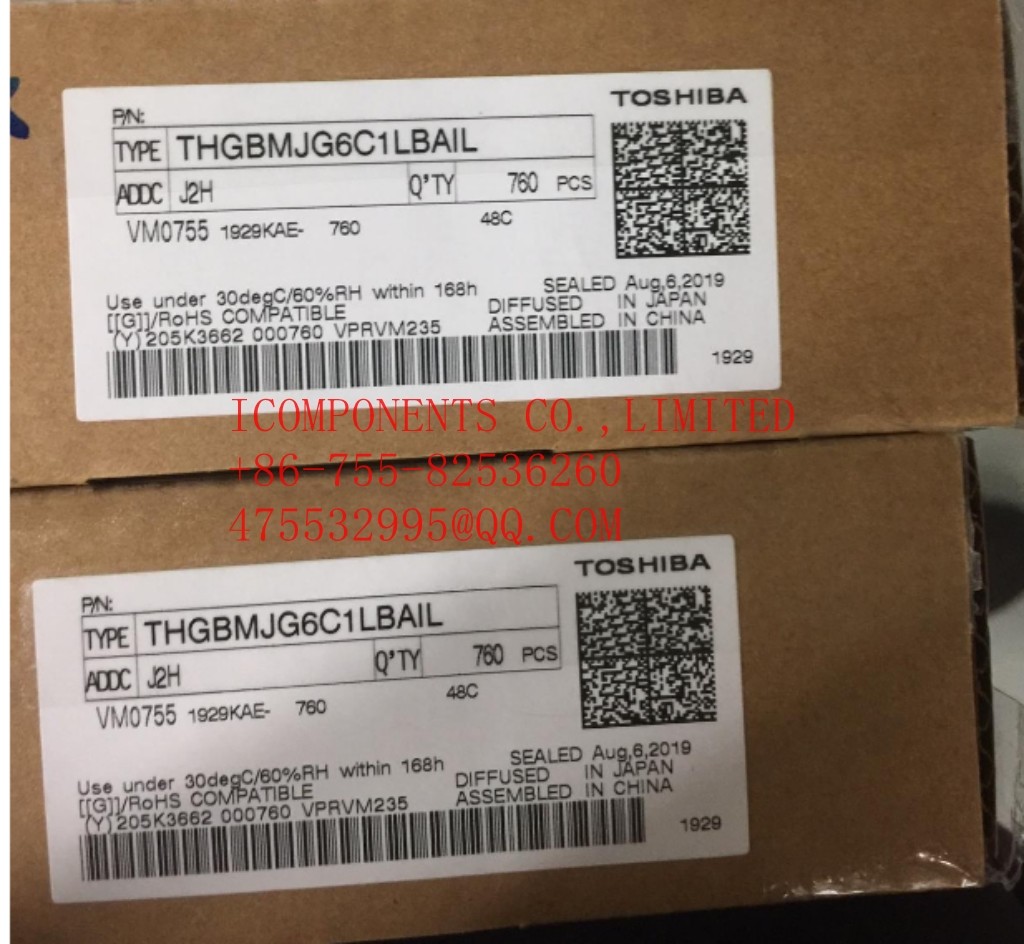 TOSHIBA
P/N:
TYPE THGBMJG6C1LBAIL
ADDC J2H Q'TY 760 PCS
VM0755 1929KAE- 760 48C
SEALED Aug,6,2019
Use under 30degC/60%RH within 168h DIFFUSED IN JAPAN
[[G]]/RoHS COMPATIBLE ASSEMBLED IN CHINA
(Y)205K3662 000760 VPRVM235
1929
ICOMPONENTS CO.,LIMITED
+86-755-82536260
475532995@QQ.COM
TOSHIBA
P/N:
TYPE THGBMJG6C1LBAIL
ADDC J2H Q'TY 760 PCS
VM0755 1929KAE- 760 48C
SEALED Aug,6,2019
Use under 30degC/60%RH within 168h DIFFUSED IN JAPAN
[[G]]/RoHS COMPATIBLE ASSEMBLED IN CHINA
(Y)205K3662 000760 VPRVM235
1929